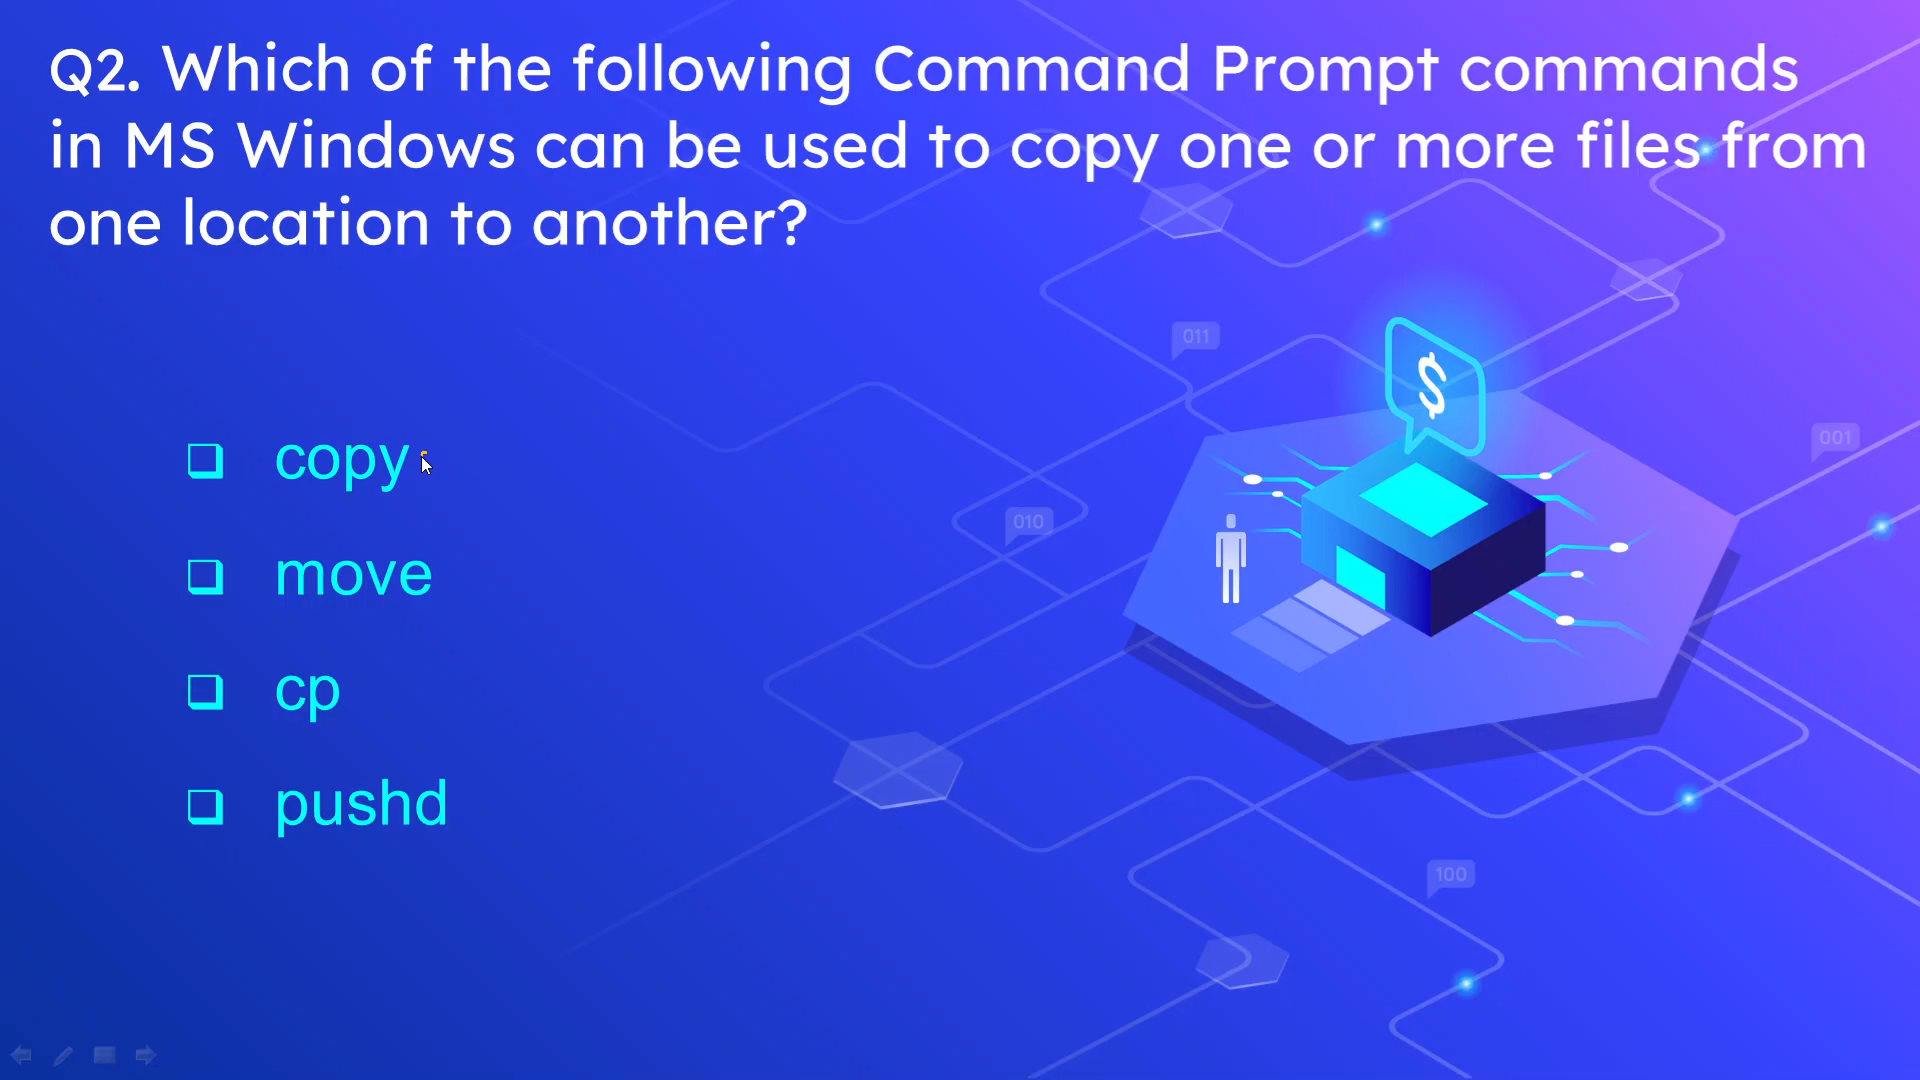 Q2. Which of the following Command Prompt commands
in MS Windows can be used to copy one or more files from
one location to another?
copy
move
cp
pushd
$
011
001
010
100